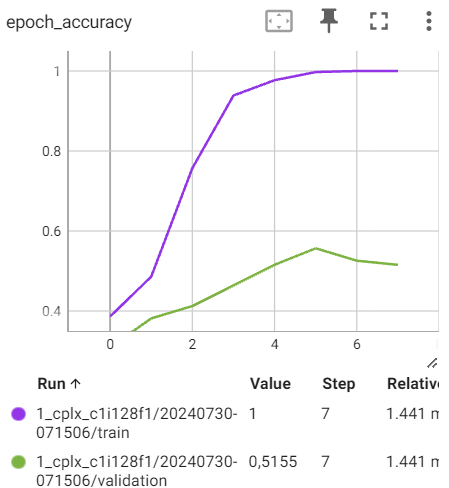 epoch_accuracy
1
0.8
0.6
0.4
0 2 4 6
Run ↑ Value Step Relative
1_cplx_c1i128f1/20240730- 1 7 1.441 m
071506/train
1_cplx_c1i128f1/20240730- 0,5155 7 1.441 m
071506/validation